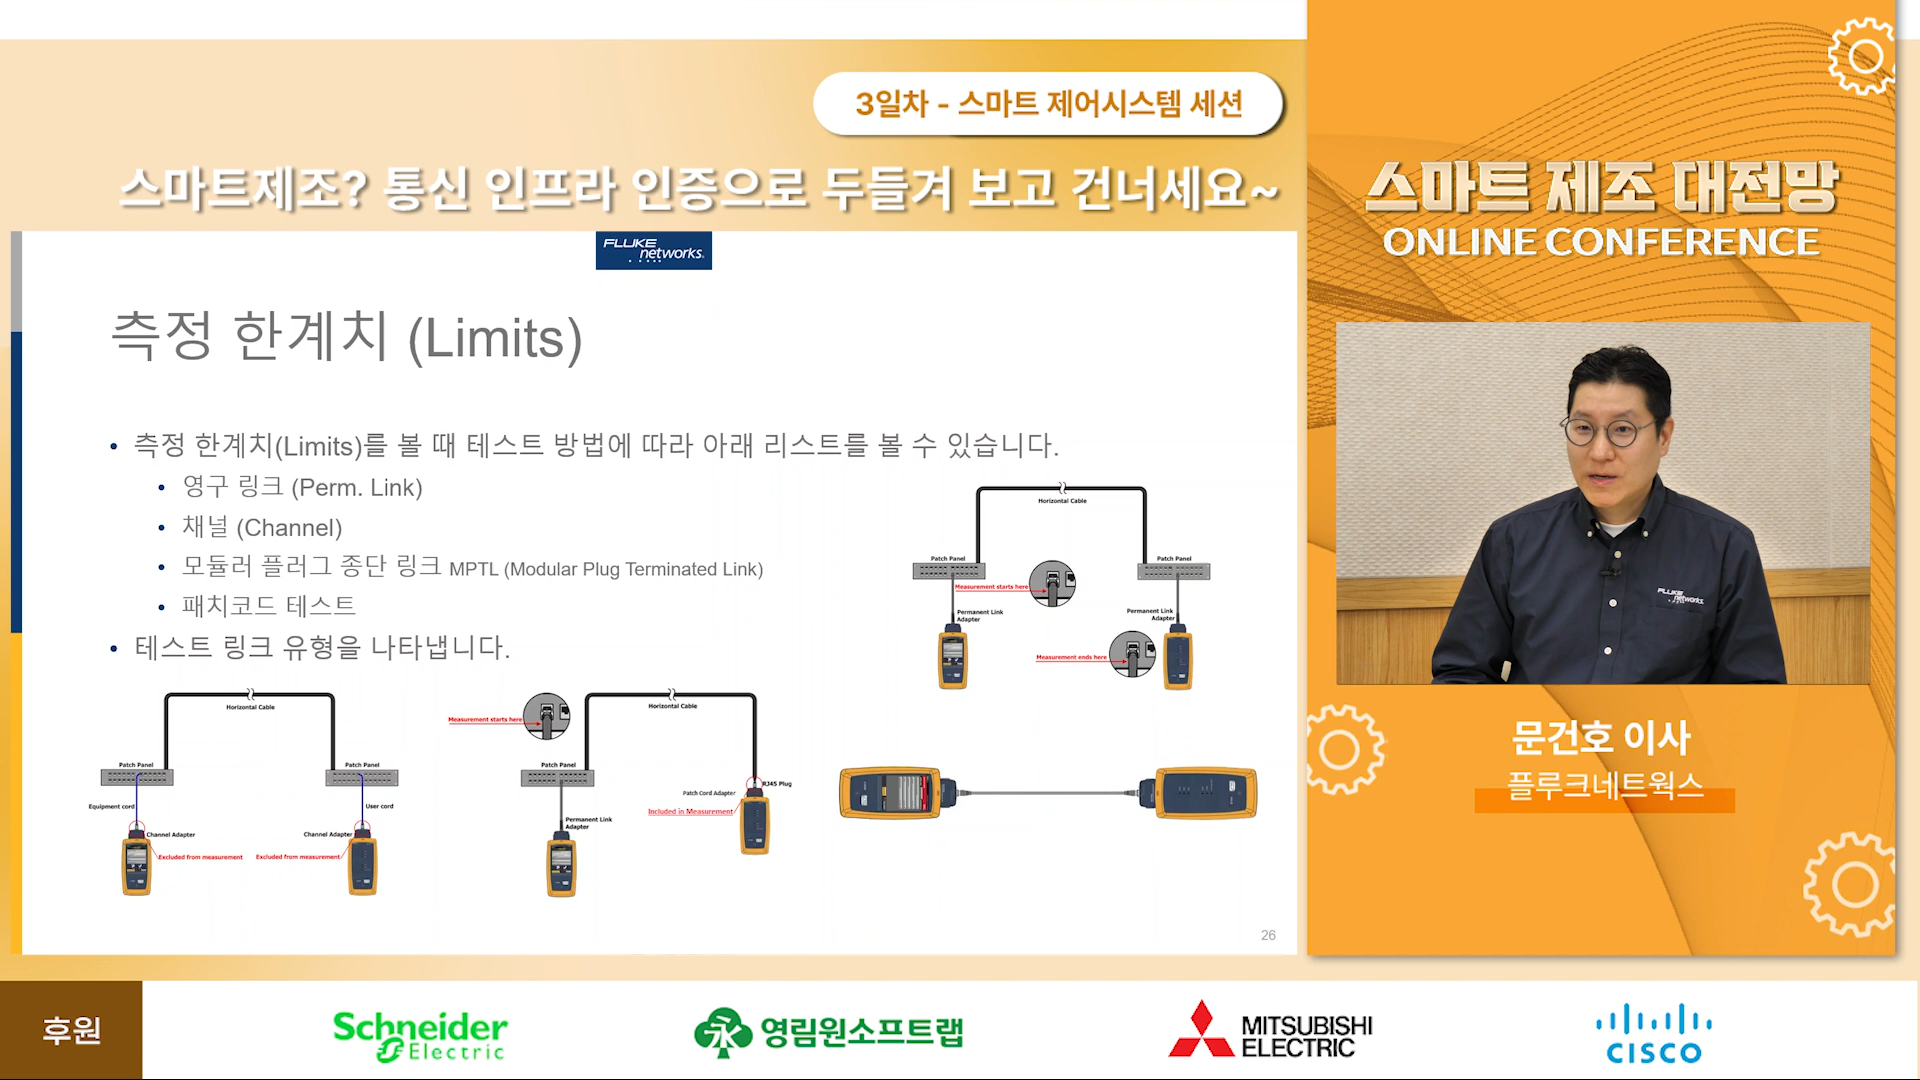 3일차 - 스마트 제어시스템 세션
스마트제조? 통신 인프라 인증으로 두들겨 보고 건너세요~
FLUKE networks.
측정 한계치 (Limits)
• 측정 한계치(Limits)를 볼 때 테스트 방법에 따라 아래 리스트를 볼 수 있습니다.
• 영구 링크 (Perm. Link)
• 채널 (Channel)
• 모듈러 플러그 종단 링크 MPTL (Modular Plug Terminated Link)
• 패치코드 테스트
• 테스트 링크 유형을 나타냅니다.
Horizontal Cable
Patch Panel
Patch Panel
Measurement starts here
Permanent Link
Adapter
Permanent Link
Adapter
Measurement ends here
Horizontal Cable
Patch Panel
Patch Panel
Equipment cord
User cord
Channel Adapter
Channel Adapter
Excluded from measurement
Excluded from measurement
Horizontal Cable
Measurement starts here
Patch Panel
RJ45 Plug
Patch Cord Adapter
Included in Measurement
Permanent Link
Adapter
26
스마트 제조 대전망
ONLINE CONFERENCE
FLUKE networks.
문건호 이사
플루크네트웍스
후원
Schneider Electric
永 영림원소프트랩
MITSUBISHI ELECTRIC
CISCO